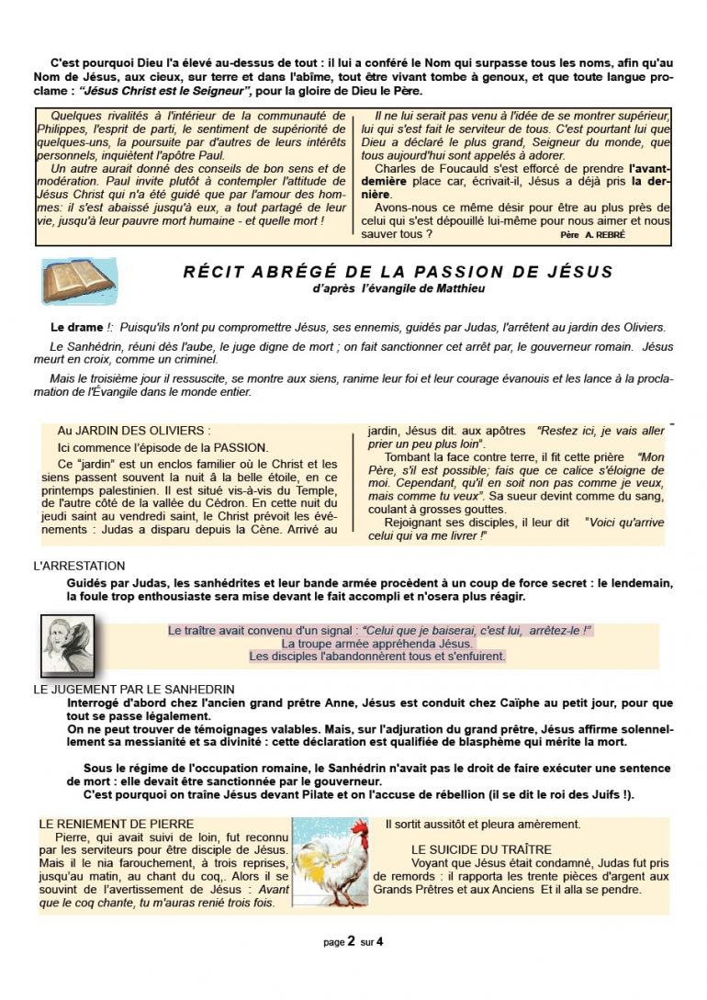 C'est pourquoi Dieu l'a élevé au-dessus de tout : il lui a conféré le Nom qui surpasse tous les noms, afin qu'au
Nom de Jésus, aux cieux, sur terre et dans l'abîme, tout être vivant tombe à genoux, et que toute langue pro-
clame : “Jésus Christ est le Seigneur”, pour la gloire de Dieu le Père.
Quelques rivalités à l'intérieur de la communauté de
Philippes, l'esprit de parti, le sentiment de supériorité de
quelques-uns, la poursuite par d'autres de leurs intérêts
personnels, inquiètent l'apôtre Paul.
Un autre aurait donné des conseils de bon sens et de
modération. Paul invite plutôt à contempler l'attitude de
Jésus Christ qui n'a été guidé que par l'amour des hom-
mes: il s'est abaissé jusqu'à eux, a tout partagé de leur
vie, jusqu'à leur pauvre mort humaine - et quelle mort !
Il ne lui serait pas venu à l'idée de se montrer supérieur,
lui qui s'est fait le serviteur de tous. C'est pourtant lui que
Dieu a déclaré le plus grand, Seigneur du monde, que
tous aujourd'hui sont appelés à adorer.
Charles de Foucauld s'est efforcé de prendre l'avant-
demière place car, écrivait-il, Jésus a déjà pris la der-
nière.
Avons-nous ce même désir pour être au plus près de
celui qui s'est dépouillé lui-même pour nous aimer et nous
sauver tous ? Père A. REBRÉ
RÉCIT ABRÉGÉ DE LA PASSION DE JÉSUS
d'après l'évangile de Matthieu
Le drame !: Puisqu'ils n'ont pu compromettre Jésus, ses ennemis, guidés par Judas, l'arrêtent au jardin des Oliviers.
Le Sanhédrin, réuni dès l'aube, le juge digne de mort ; on fait sanctionner cet arrêt par, le gouverneur romain. Jésus
meurt en croix, comme un criminel.
Mais le troisième jour il ressuscite, se montre aux siens, ranime leur foi et leur courage évanouis et les lance à la procla-
mation de l'Évangile dans le monde entier.
Au JARDIN DES OLIVIERS :
Ici commence l'épisode de la PASSION.
Ce “jardin” est un enclos familier où le Christ et les
siens passent souvent la nuit â la belle étoile, en ce
printemps palestinien. Il est situé vis-à-vis du Temple,
de l'autre côté de la vallée du Cédron. En cette nuit du
jeudi saint au vendredi saint, le Christ prévoit les évé-
nements : Judas a disparu depuis la Cène. Arrivé au
jardin, Jésus dit. aux apôtres “Restez ici, je vais aller
prier un peu plus loin”.
Tombant la face contre terre, il fit cette prière “Mon
Père, s'il est possible; fais que ce calice s'éloigne de
moi. Cependant, qu'il en soit non pas comme je veux,
mais comme tu veux”. Sa sueur devint comme du sang,
coulant à grosses gouttes.
Rejoignant ses disciples, il leur dit “Voici qu'arrive
celui qui va me livrer !”
L'ARRESTATION
Guidés par Judas, les sanhédrites et leur bande armée procèdent à un coup de force secret : le lendemain,
la foule trop enthousiaste sera mise devant le fait accompli et n'osera plus réagir.
Le traître avait convenu d'un signal : “Celui que je baiserai, c'est lui, arrêtez-le !”
La troupe armée appréhenda Jésus.
Les disciples l'abandonnèrent tous et s'enfuirent.
LE JUGEMENT PAR LE SANHEDRIN
Interrogé d'abord chez l'ancien grand prêtre Anne, Jésus est conduit chez Caïphe au petit jour, pour que
tout se passe légalement.
On ne peut trouver de témoignages valables. Mais, sur l'adjuration du grand prêtre, Jésus affirme solennel-
lement sa messianité et sa divinité : cette déclaration est qualifiée de blasphème qui mérite la mort.
Sous le régime de l'occupation romaine, le Sanhédrin n'avait pas le droit de faire exécuter une sentence
de mort : elle devait être sanctionnée par le gouverneur.
C'est pourquoi on traîne Jésus devant Pilate et on l'accuse de rébellion (il se dit le roi des Juifs !).
LE RENIEMENT DE PIERRE
Pierre, qui avait suivi de loin, fut reconnu
par les serviteurs pour être disciple de Jésus.
Mais il le nia farouchement, à trois reprises,
jusqu'au matin, au chant du coq,. Alors il se
souvint de l'avertissement de Jésus : Avant
que le coq chante, tu m'auras renié trois fois.
Il sortit aussitôt et pleura amèrement.
LE SUICIDE DU TRAÎTRE
Voyant que Jésus était condamné, Judas fut pris
de remords : il rapporta les trente pièces d'argent aux
Grands Prêtres et aux Anciens Et il alla se pendre.
page 2 sur 4